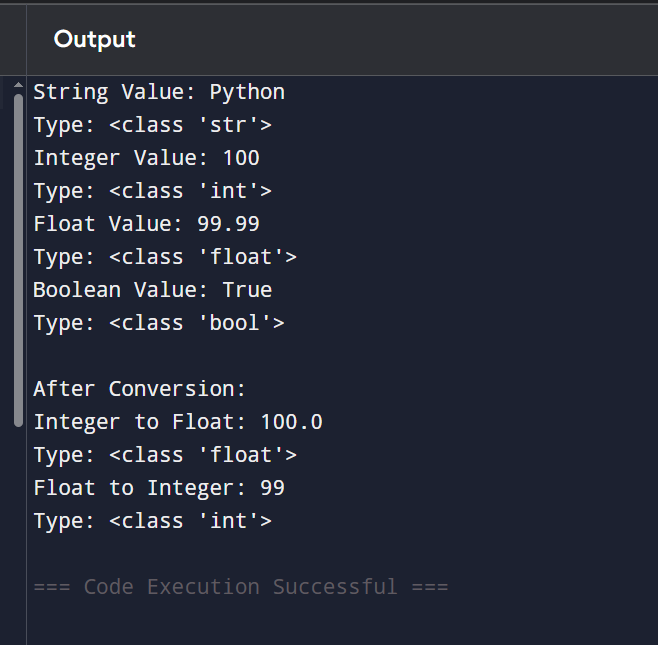 Output
String Value: Python
Type: <class 'str'>
Integer Value: 100
Type: <class 'int'>
Float Value: 99.99
Type: <class 'float'>
Boolean Value: True
Type: <class 'bool'>
After Conversion:
Integer to Float: 100.0
Type: <class 'float'>
Float to Integer: 99
Type: <class 'int'>
=== Code Execution Successful ===